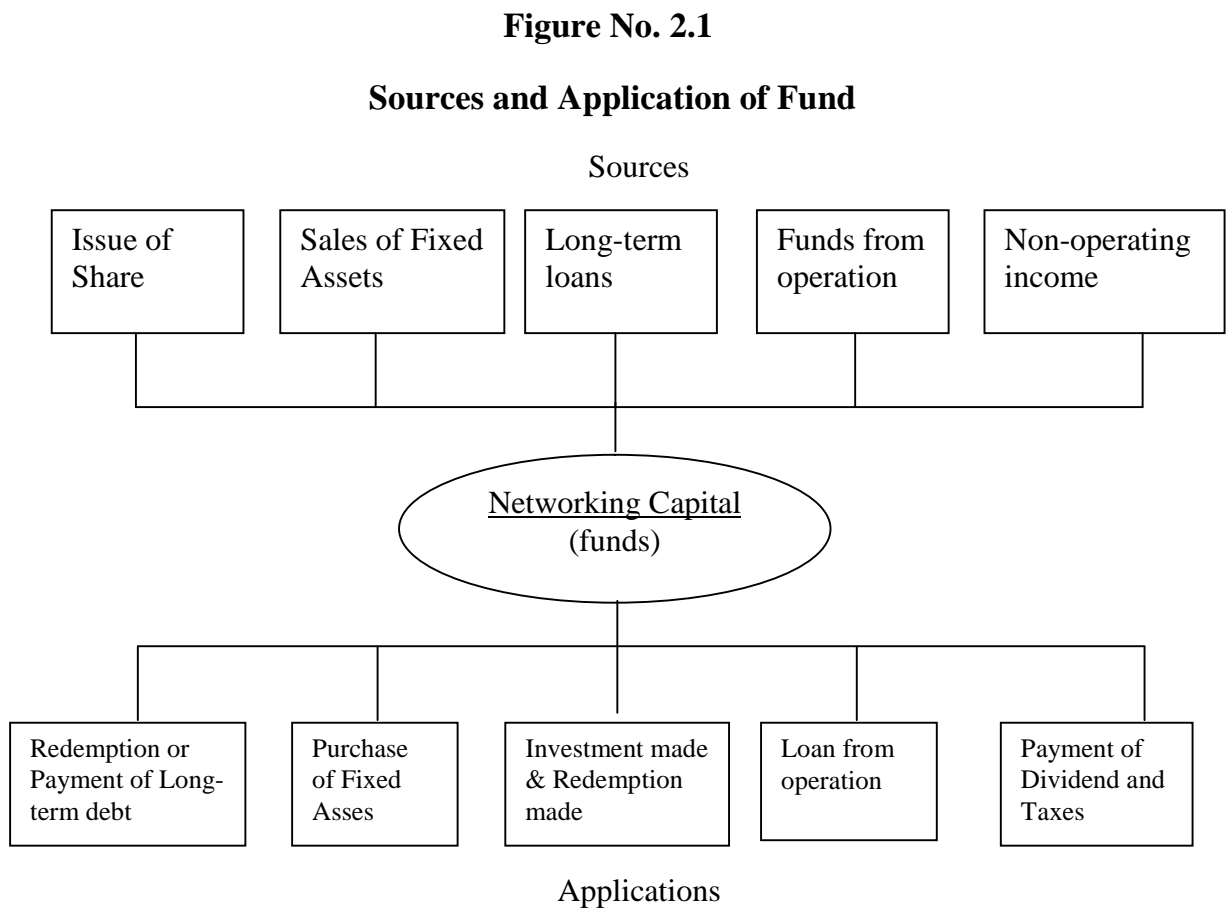 Figure No. 2.1
Sources and Application of Fund
Sources
Issue of
Share
Sales of Fixed
Assets
Long-term
loans
Funds from
operation
Non-operating
income
Networking Capital
(funds)
Redemption or
Payment of Long-
term debt
Purchase
of Fixed
Asses
Investment made
& Redemption
made
Loan from
operation
Payment of
Dividend and
Taxes
Applications